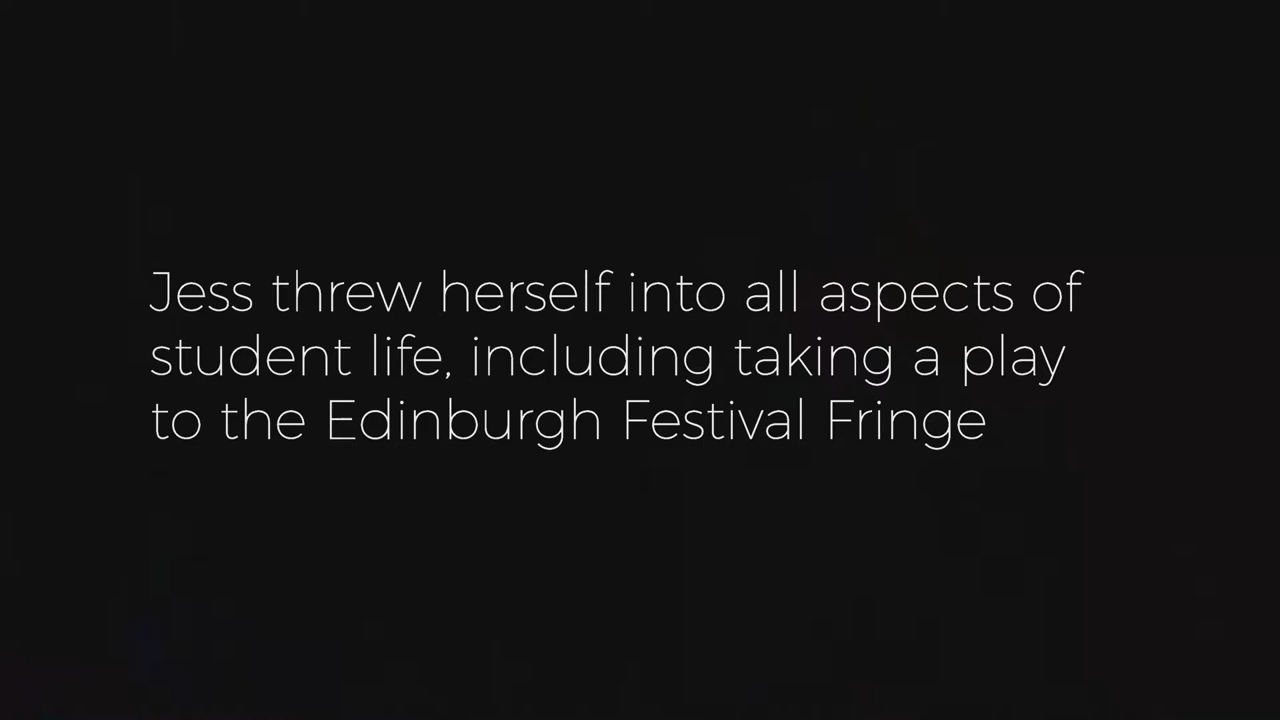 Jess threw herself into all aspects of
student life, including taking a play
to the Edinburgh Festival Fringe